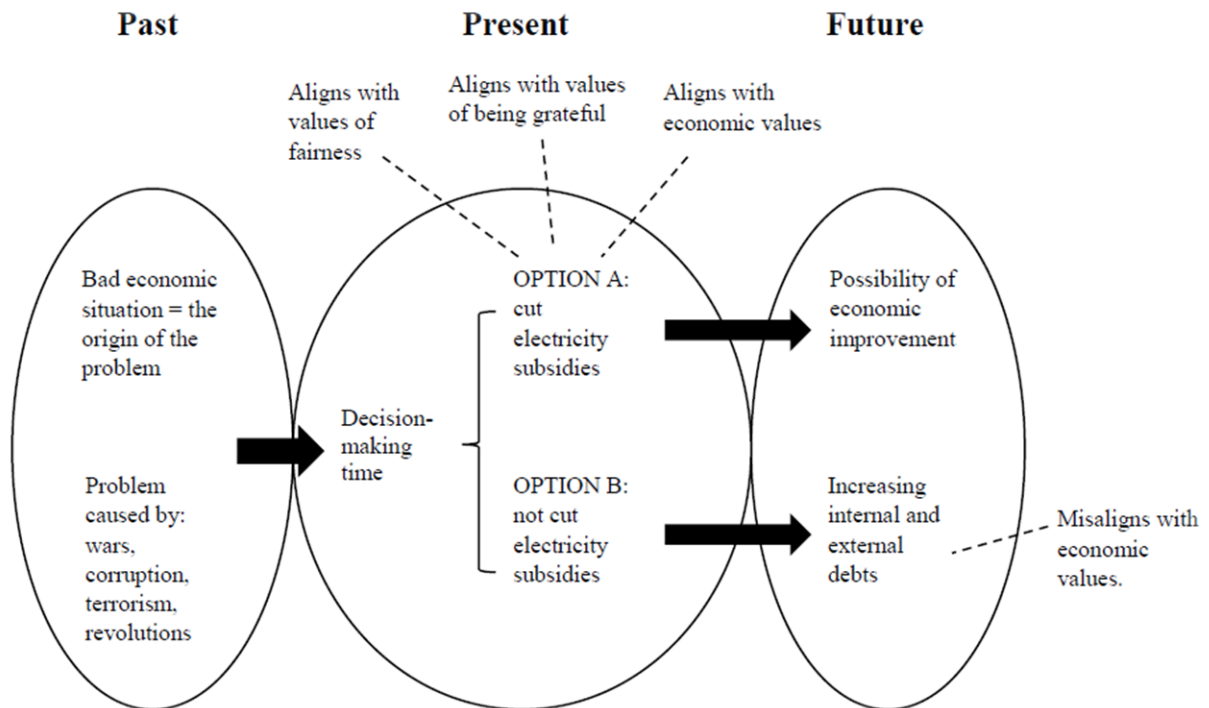 Past
Present
Future
Aligns with
values of
fairness
Aligns with values
of being grateful
Aligns with
economic values
Bad economic
situation = the
origin of the
problem
Problem
caused by:
wars,
corruption,
terrorism,
revolutions
Decision-
making
time
OPTION A:
cut
electricity
subsidies
OPTION B:
not cut
electricity
subsidies
Possibility of
economic
improvement
Increasing
internal and
external
debts
Misaligns with
economic
values.